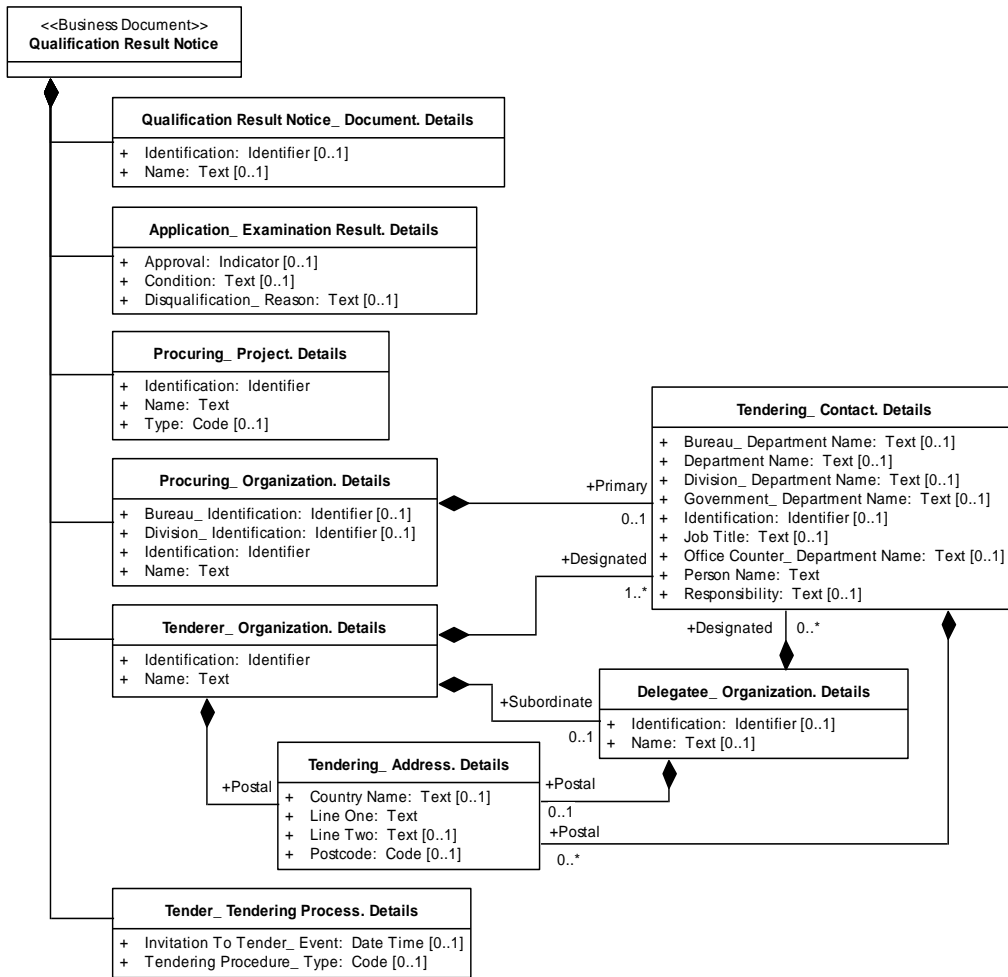 <<Business Document>>
Qualification Result Notice
Qualification Result Notice_ Document. Details
+ Identification: Identifier [0..1]
+ Name: Text [0..1]
Application_ Examination Result. Details
+ Approval: Indicator [0..1]
+ Condition: Text [0..1]
+ Disqualification_ Reason: Text [0..1]
Procuring_ Project. Details
+ Identification: Identifier
+ Name: Text
+ Type: Code [0..1]
Procuring_ Organization. Details
+ Bureau_ Identification: Identifier [0..1]
+ Division_ Identification: Identifier [0..1]
+ Identification: Identifier
+ Name: Text
+Primary
0..1
Tendering_ Contact. Details
+ Bureau_ Department Name: Text [0..1]
+ Department Name: Text [0..1]
+ Division_ Department Name: Text [0..1]
+ Government_ Department Name: Text [0..1]
+ Identification: Identifier [0..1]
+ Job Title: Text [0..1]
+ Office Counter_ Department Name: Text [0..1]
+ Person Name: Text
+ Responsibility: Text [0..1]
+Designated
1..*
Tenderer_ Organization. Details
+ Identification: Identifier
+ Name: Text
+Designated 0..*
+Subordinate
0..1
Delegatee_ Organization. Details
+ Identification: Identifier [0..1]
+ Name: Text [0..1]
+Postal
Tendering_ Address. Details
+ Country Name: Text [0..1]
+ Line One: Text
+ Line Two: Text [0..1]
+ Postcode: Code [0..1]
+Postal
0..1
+Postal
0..*
Tender_ Tendering Process. Details
+ Invitation To Tender_ Event: Date Time [0..1]
+ Tendering Procedure_ Type: Code [0..1]